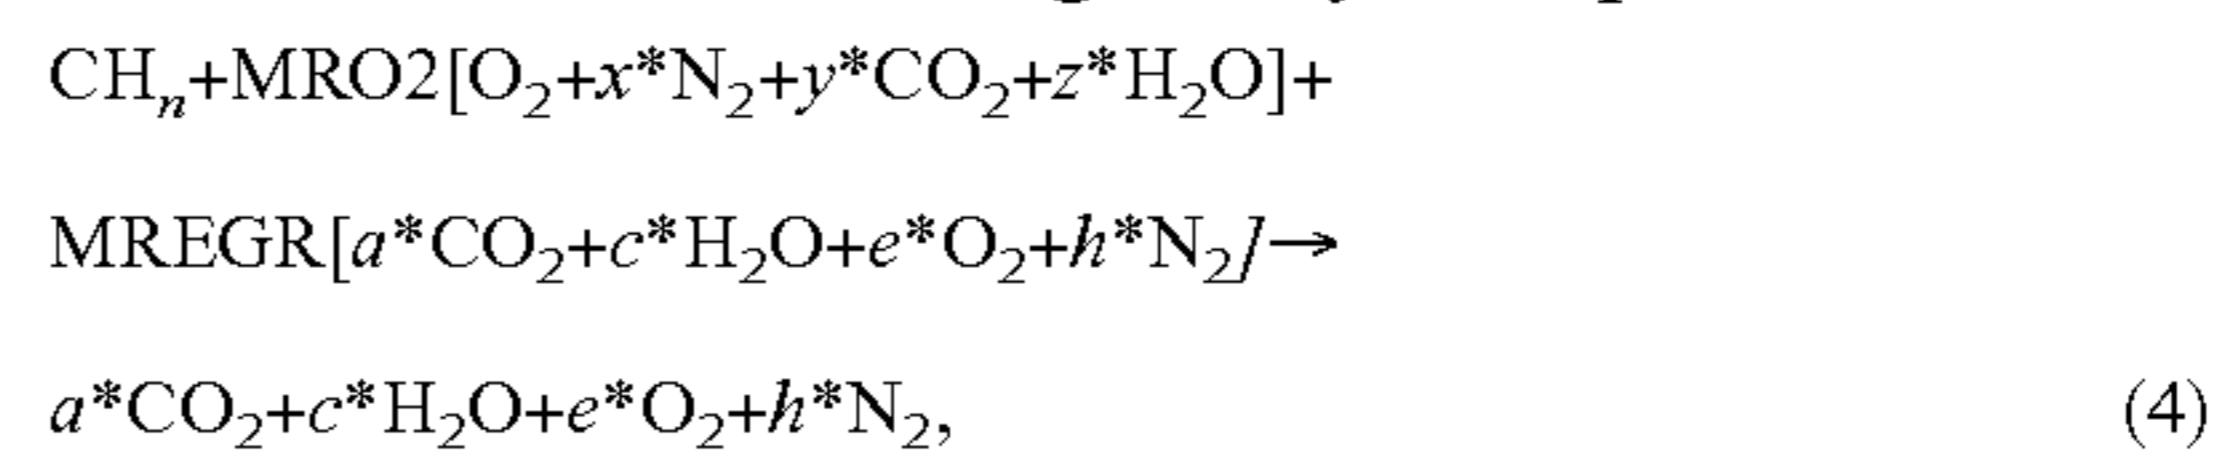 CHₙ+MRO2[O₂+x*N₂+y*CO₂+z*H₂O]+
MREGR[a*CO₂+c*H₂O+e*O₂+h*N₂]→
a*CO₂+c*H₂O+e*O₂+h*N₂, (4)